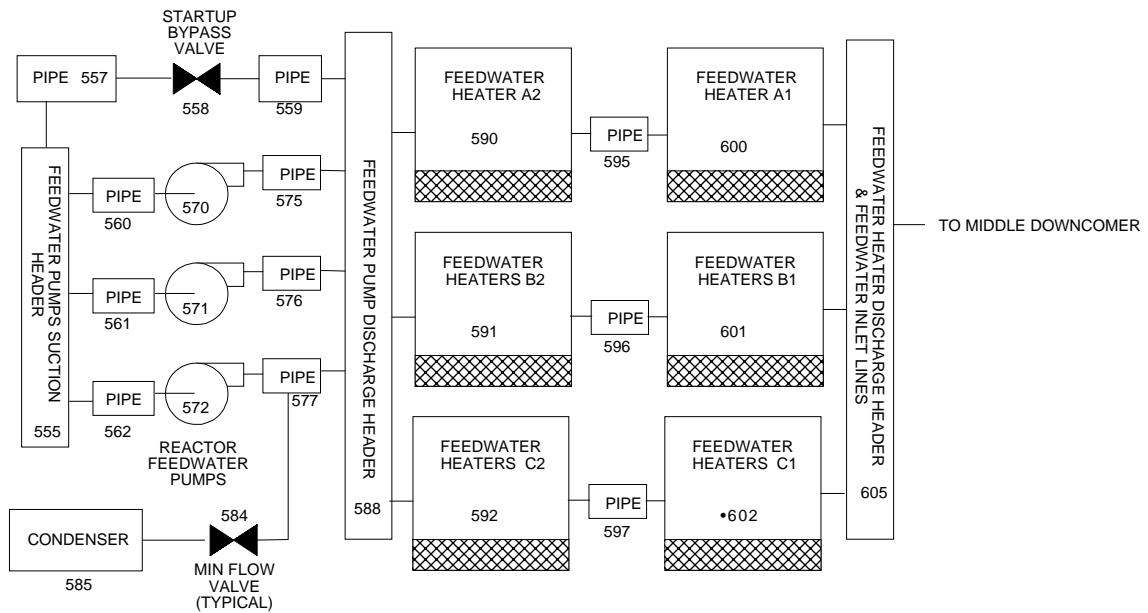 STARTUP
BYPASS
VALVE
PIPE 557
558
PIPE
559
FEEDWATER PUMPS SUCTION
HEADER
555
PIPE
560
570
PIPE
575
PIPE
561
571
PIPE
576
PIPE
562
572
PIPE
577
REACTOR
FEEDWATER
PUMPS
CONDENSER
585
584
MIN FLOW
VALVE
(TYPICAL)
FEEDWATER PUMP DISCHARGE HEADER
588
FEEDWATER
HEATER A2
590
PIPE
595
FEEDWATER
HEATER A1
600
FEEDWATER
HEATERS B2
591
PIPE
596
FEEDWATER
HEATERS B1
601
FEEDWATER
HEATERS C2
592
PIPE
597
FEEDWATER
HEATERS C1
•602
FEEDWATER HEATER DISCHARGE HEADER
& FEEDWATER INLET LINES
605
TO MIDDLE DOWNCOMER